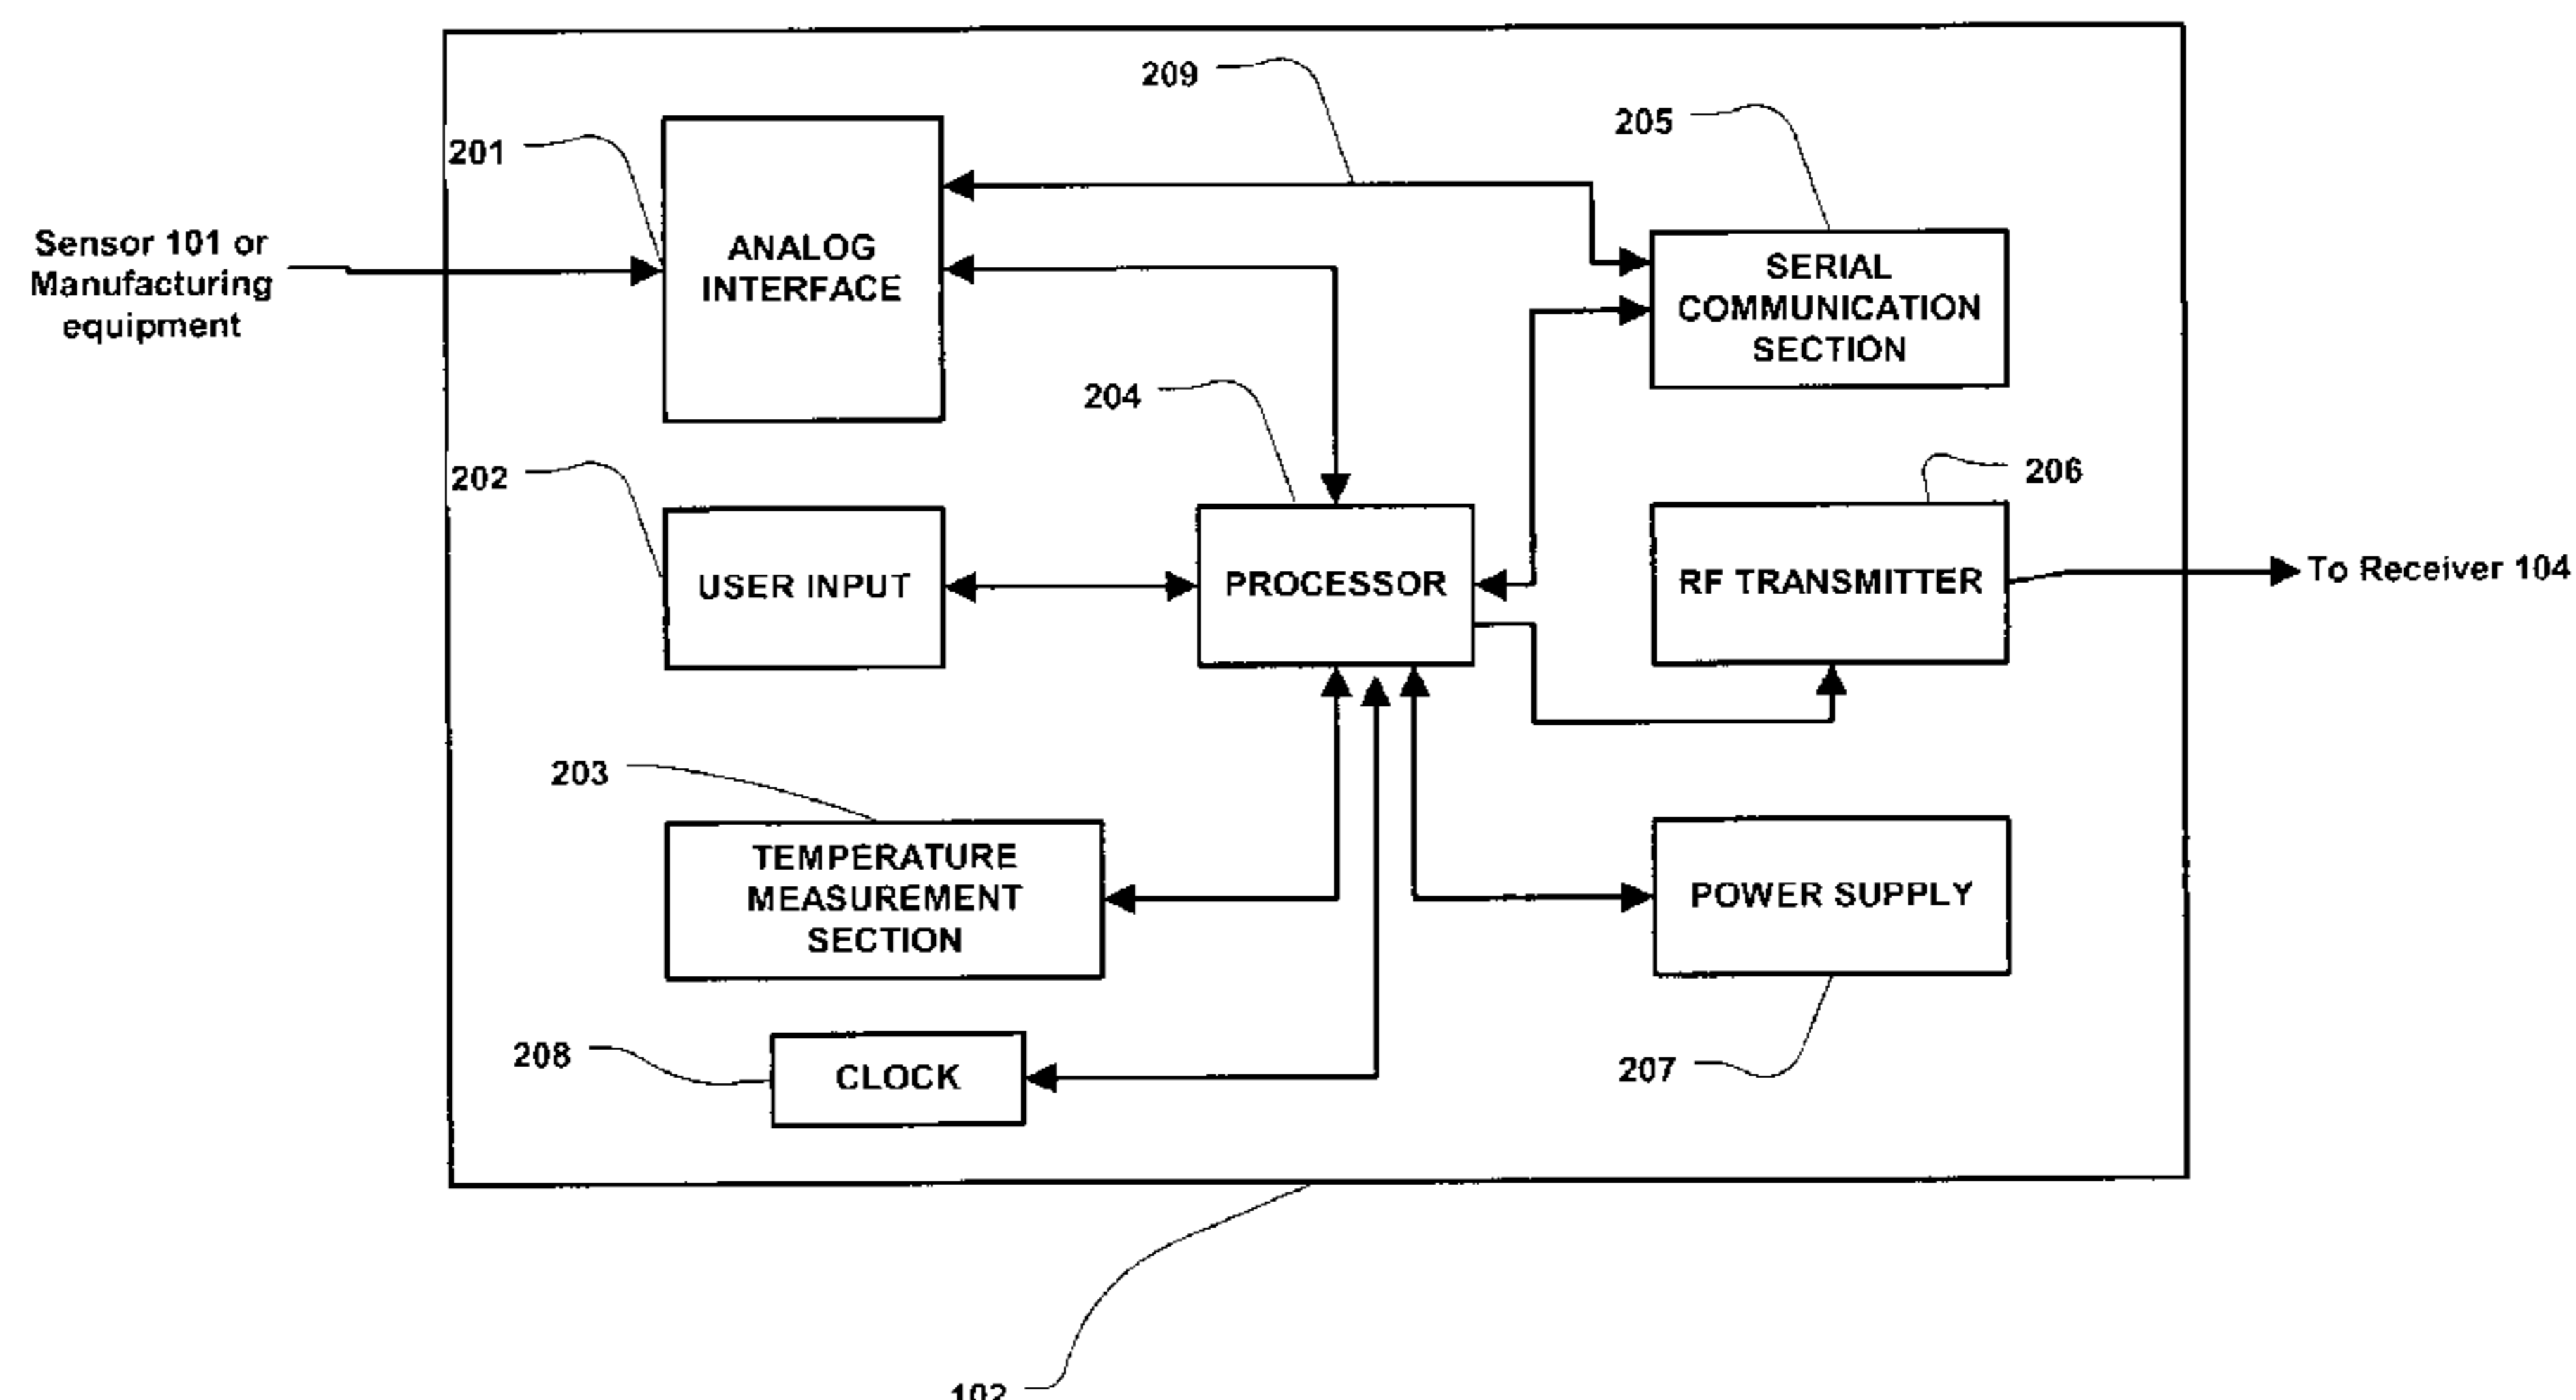 209
205
201
ANALOG
INTERFACE
Sensor 101 or
Manufacturing
equipment
SERIAL
COMMUNICATION
SECTION
204
202
206
USER INPUT
PROCESSOR
RF TRANSMITTER
To Receiver 104
203
TEMPERATURE
MEASUREMENT
SECTION
POWER SUPPLY
208
CLOCK
207
102